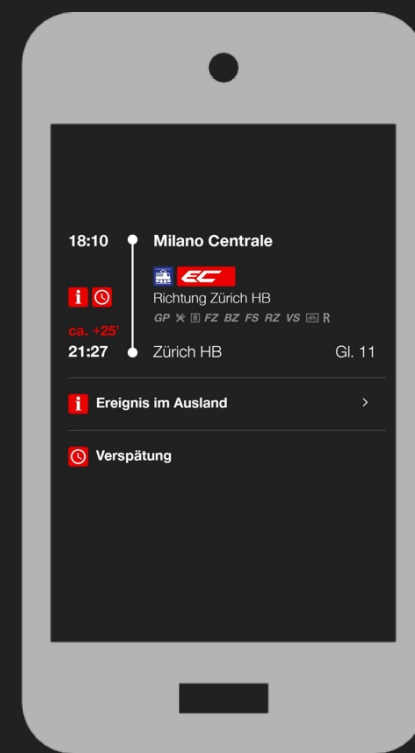 18:10 Milano Centrale
EC
Richtung Zürich HB
GP FZ BZ FS RZ VS R
ca. +25'
21:27 Zürich HB Gl. 11
i Ereignis im Ausland
Verspätung